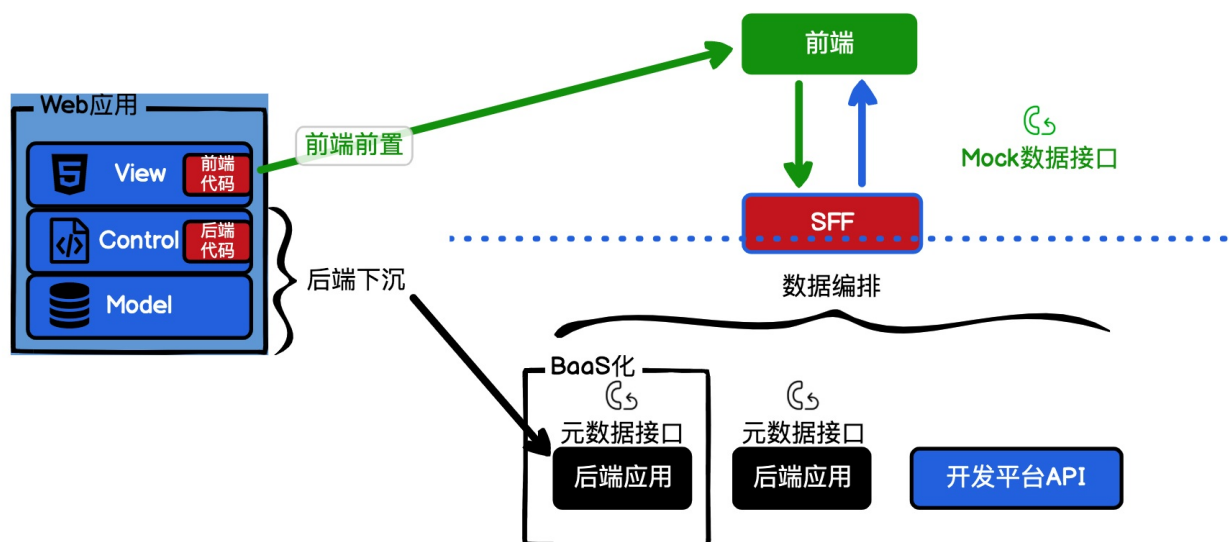 前端
Web应用
前端前置
Mock数据接口
View
前端
代码
SFF
Control
后端
代码
后端下沉
数据编排
Model
BaaS化
元数据接口
元数据接口
后端应用
后端应用
开发平台API